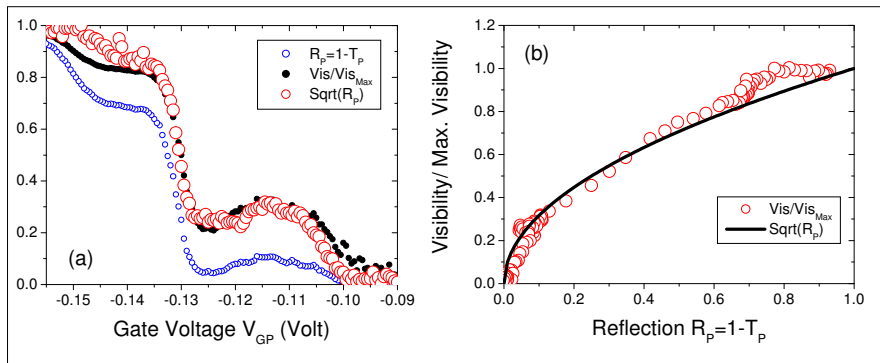 1.0
0.8
0.6
0.4
0.2
0.0
(a)
R_P=1-T_P
Vis/Vis_Max
Sqrt(R_P)
-0.15 -0.14 -0.13 -0.12 -0.11 -0.10 -0.09
Gate Voltage V_GP (Volt)
Visibility/ Max. Visibility
1.2
1.0
0.8
0.6
0.4
0.2
0.0
(b)
Vis/Vis_Max
Sqrt(R_P)
0.0 0.2 0.4 0.6 0.8 1.0
Reflection R_P=1-T_P